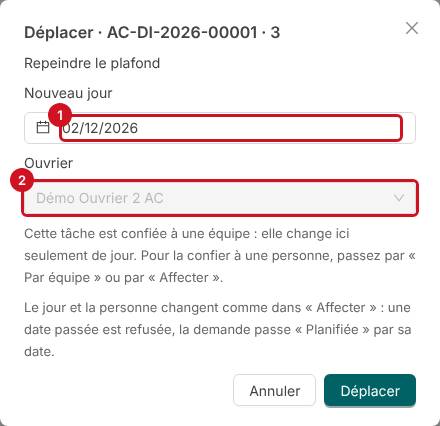 Déplacer · AC-DI-2026-00001 · 3
Repeindre le plafond
Nouveau jour
1
02/12/2026
Ouvrier
2
Démo Ouvrier 2 AC
Cette tâche est confiée à une équipe : elle change ici
seulement de jour. Pour la confier à une personne, passez par «
Par équipe » ou par « Affecter ».
Le jour et la personne changent comme dans « Affecter » : une
date passée est refusée, la demande passe « Planifiée » par sa
date.
Annuler
Déplacer